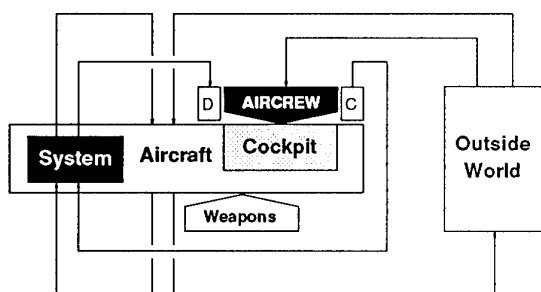 D
AIRCREW
C
System
Aircraft
Cockpit
Outside
World
Weapons